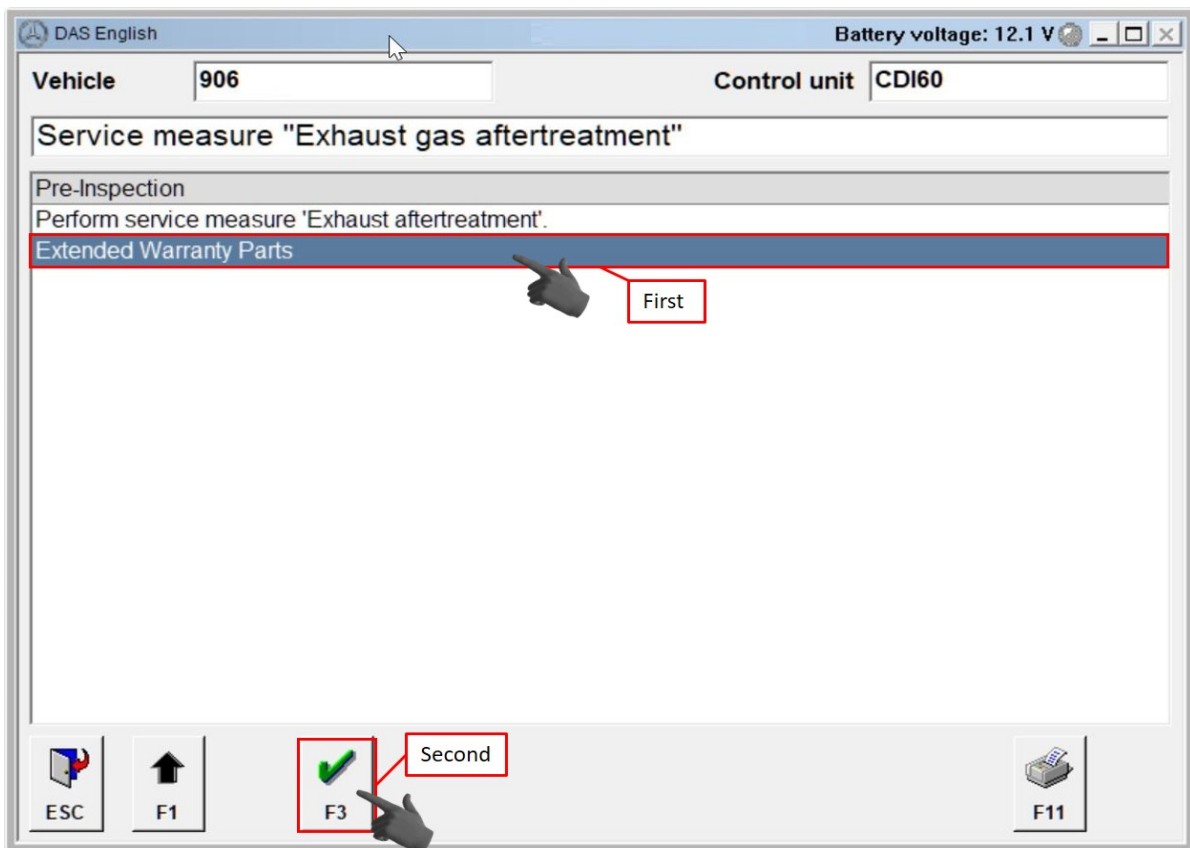 DAS English Battery voltage: 12.1 V
Vehicle 906 Control unit CDI60
Service measure "Exhaust gas aftertreatment"
Pre-Inspection
Perform service measure 'Exhaust aftertreatment'.
Extended Warranty Parts
First
Second
ESC F1 F3 F11